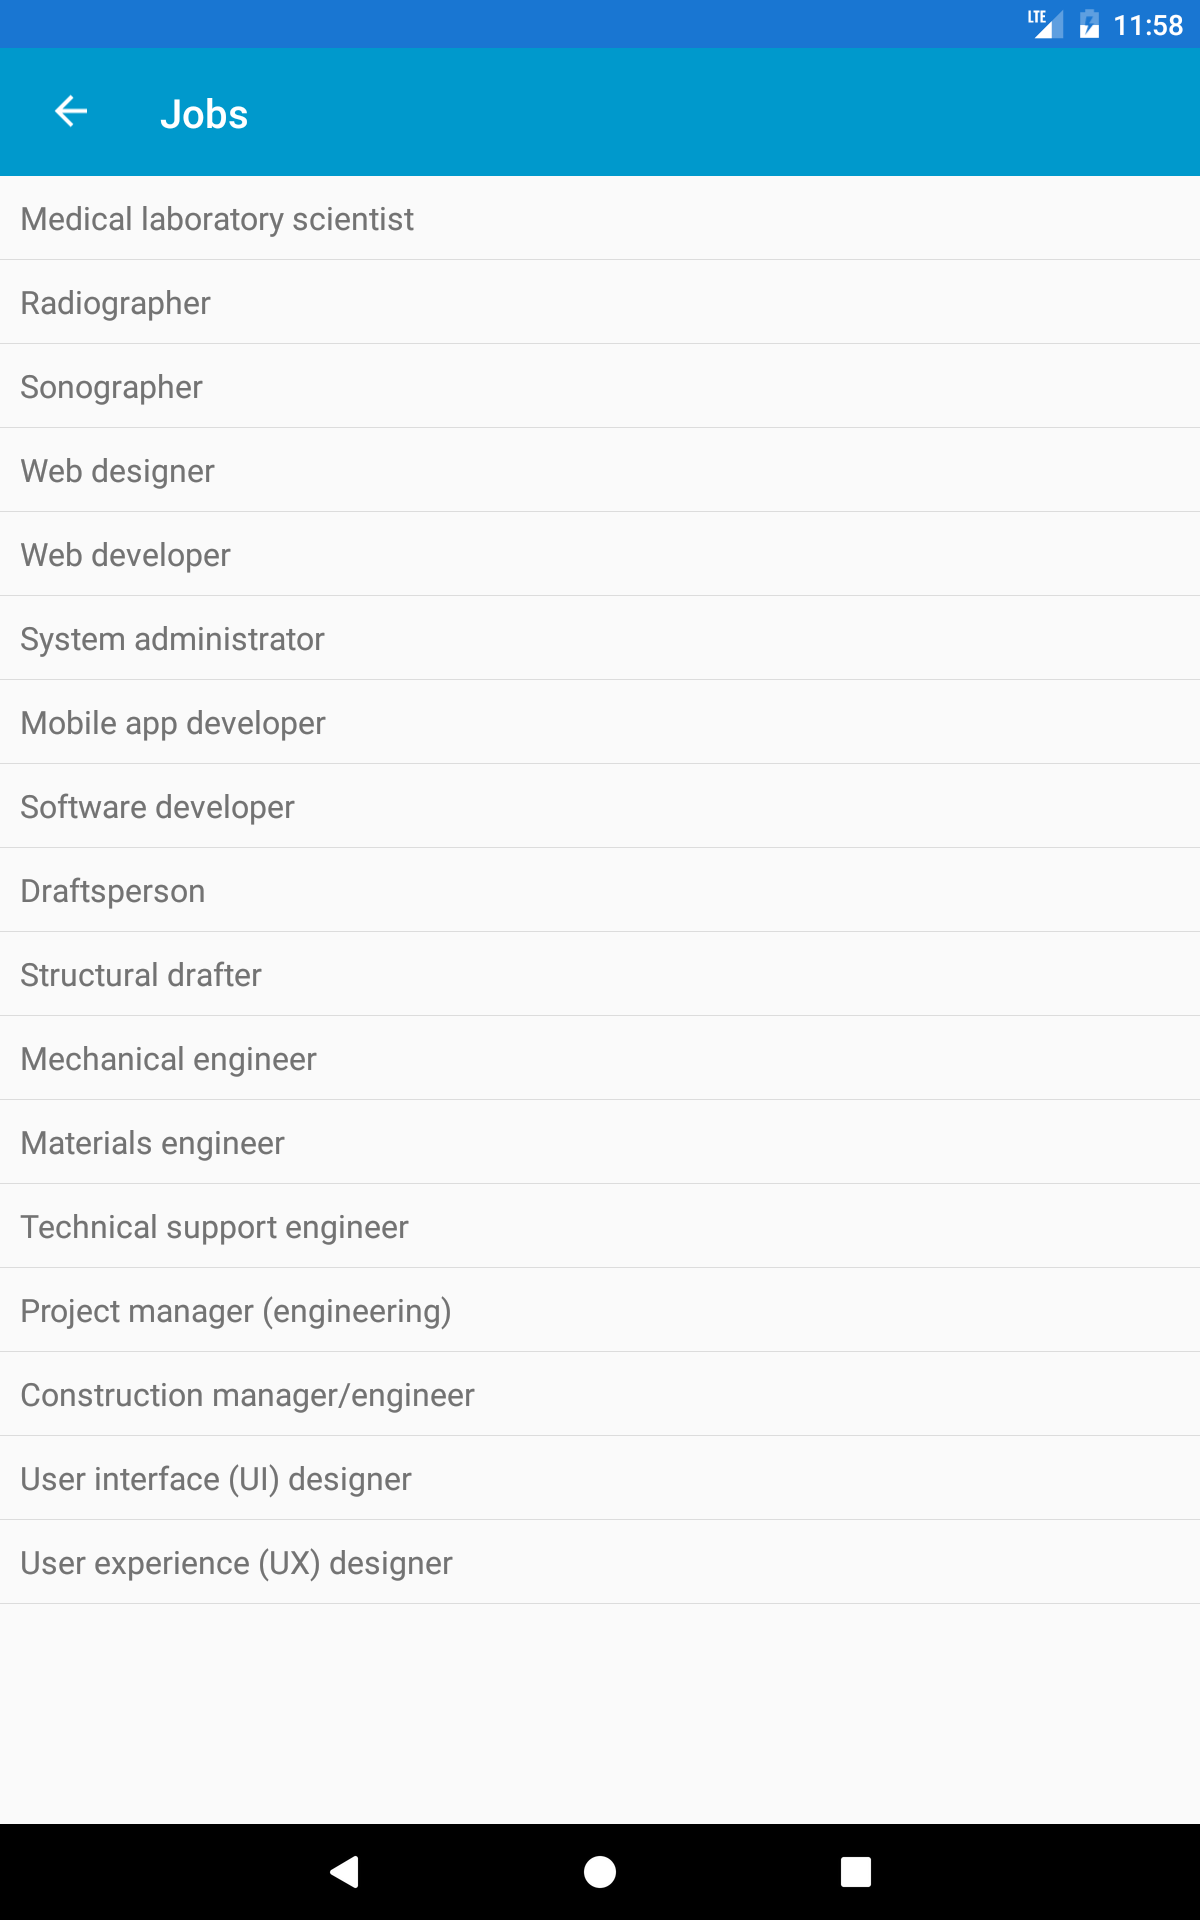 LTE 11:58
Jobs
Medical laboratory scientist
Radiographer
Sonographer
Web designer
Web developer
System administrator
Mobile app developer
Software developer
Draftsperson
Structural drafter
Mechanical engineer
Materials engineer
Technical support engineer
Project manager (engineering)
Construction manager/engineer
User interface (UI) designer
User experience (UX) designer